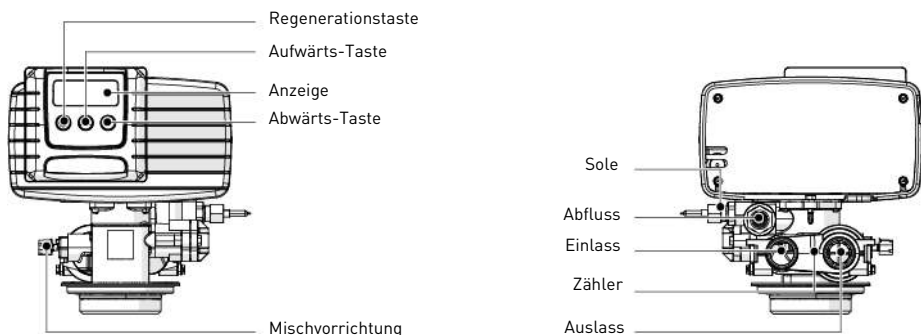 Regenerationstaste
Aufwärts-Taste
Anzeige
Abwärts-Taste
Mischvorrichtung
Sole
Abfluss
Einlass
Zähler
Auslass